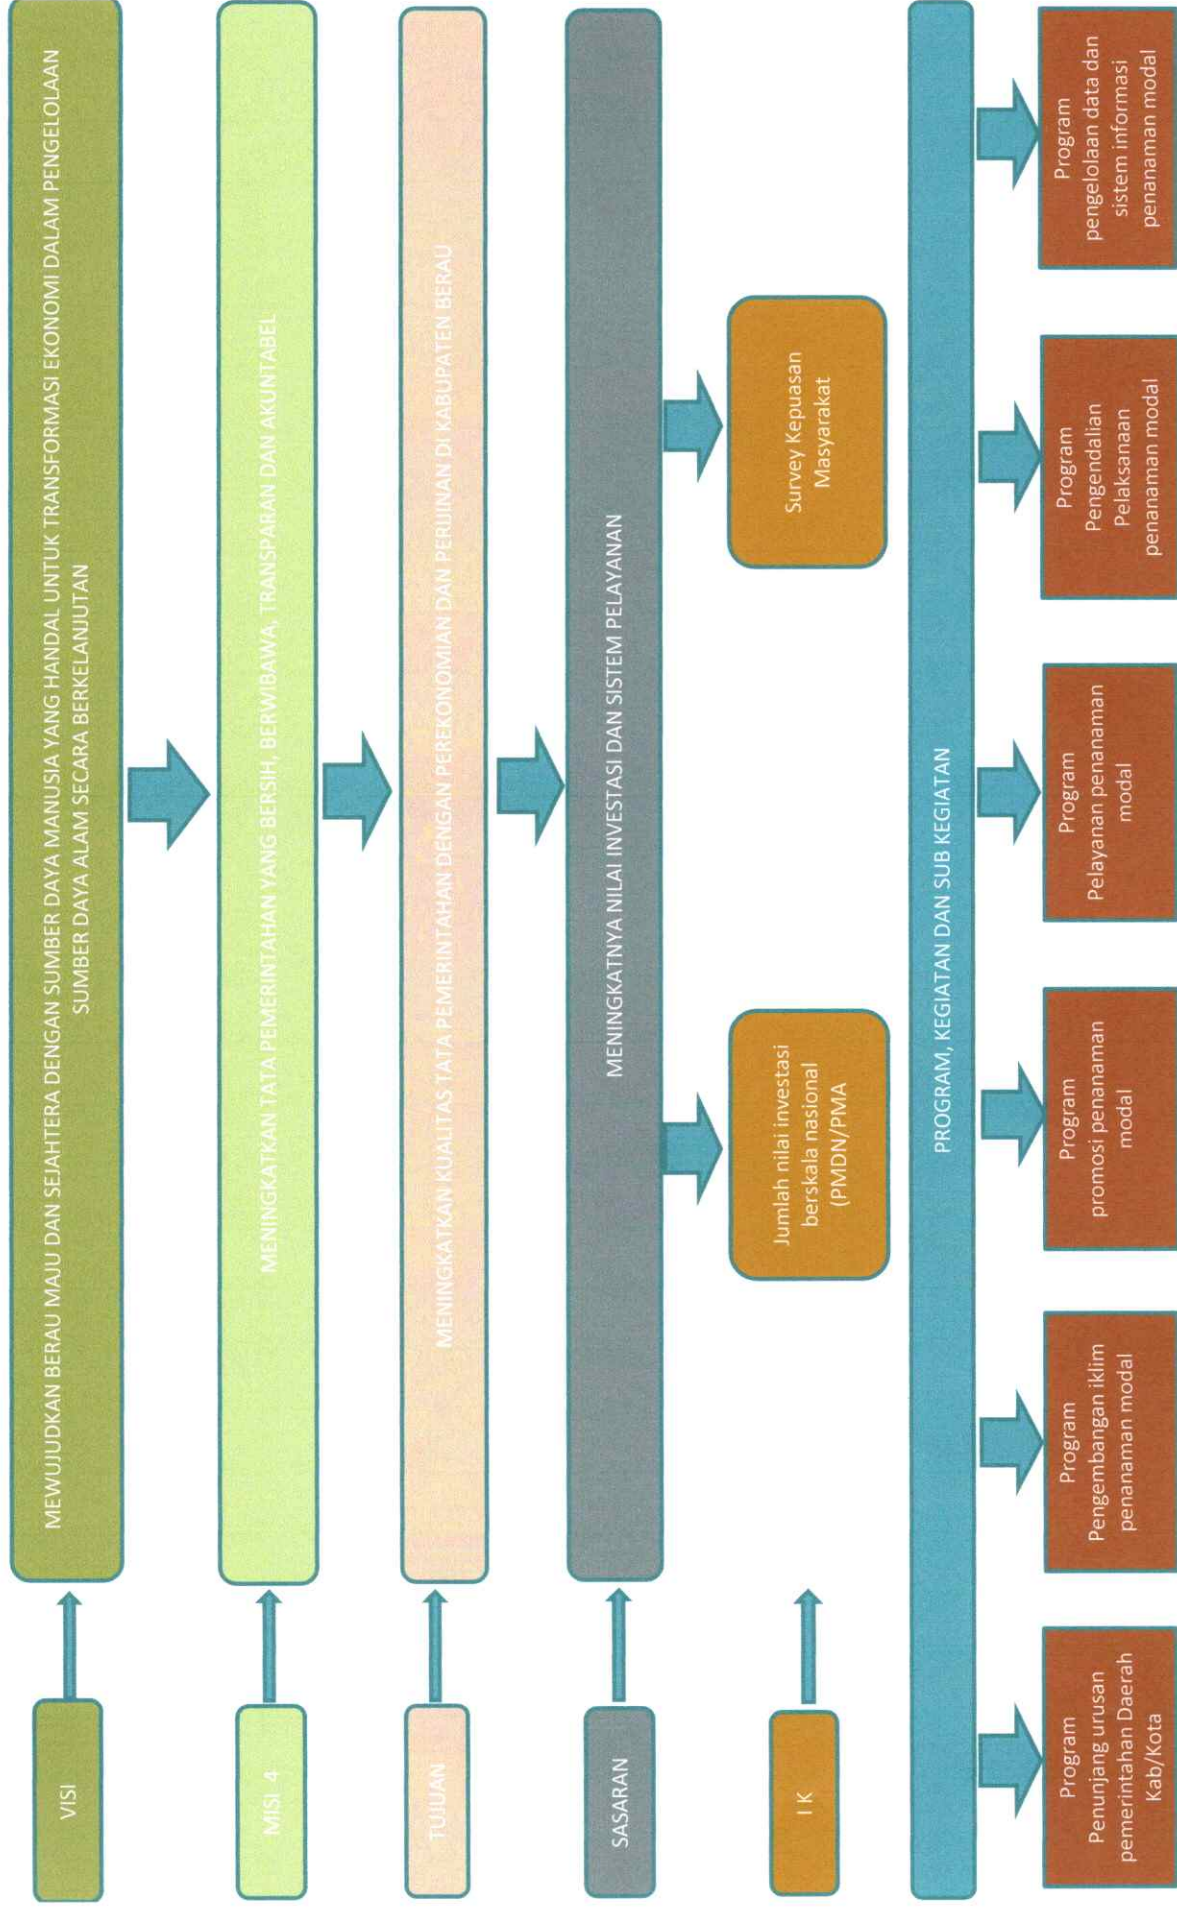 VISI
MEWUJUDKAN BERAU MAJU DAN SEJAHTERA DENGAN SUMBER DAYA MANUSIA YANG HANDAL UNTUK TRANSFORMASI EKONOMI DALAM PENGELOLAAN
SUMBER DAYA ALAM SECARA BERKELANJUTAN
MISI 4
MENINGKATKAN TATA PEMERINTAHAN YANG BERSIH, BERWIBAWA, TRANSPARAN DAN AKUNTABEL
TUJUAN
MENINGKATKAN KUALITAS TATA PEMERINTAHAN DENGAN PEREKONOMIAN DAN PERIJINAN DI KABUPATEN BERAU
SASARAN
MENINGKATNYA NILAI INVESTASI DAN SISTEM PELAYANAN
I K
Jumlah nilai investasi
berskala nasional
(PMDN/PMA
Survey Kepuasan
Masyarakat
PROGRAM, KEGIATAN DAN SUB KEGIATAN
Program
Penunjang urusan
pemerintahan Daerah
Kab/Kota
Program
Pengembangan iklim
penanaman modal
Program
promosi penanaman
modal
Program
Pelayanan penanaman
modal
Program
Pengendalian
Pelaksanaan
penanaman modal
Program
pengelolaan data dan
sistem informasi
penanaman modal